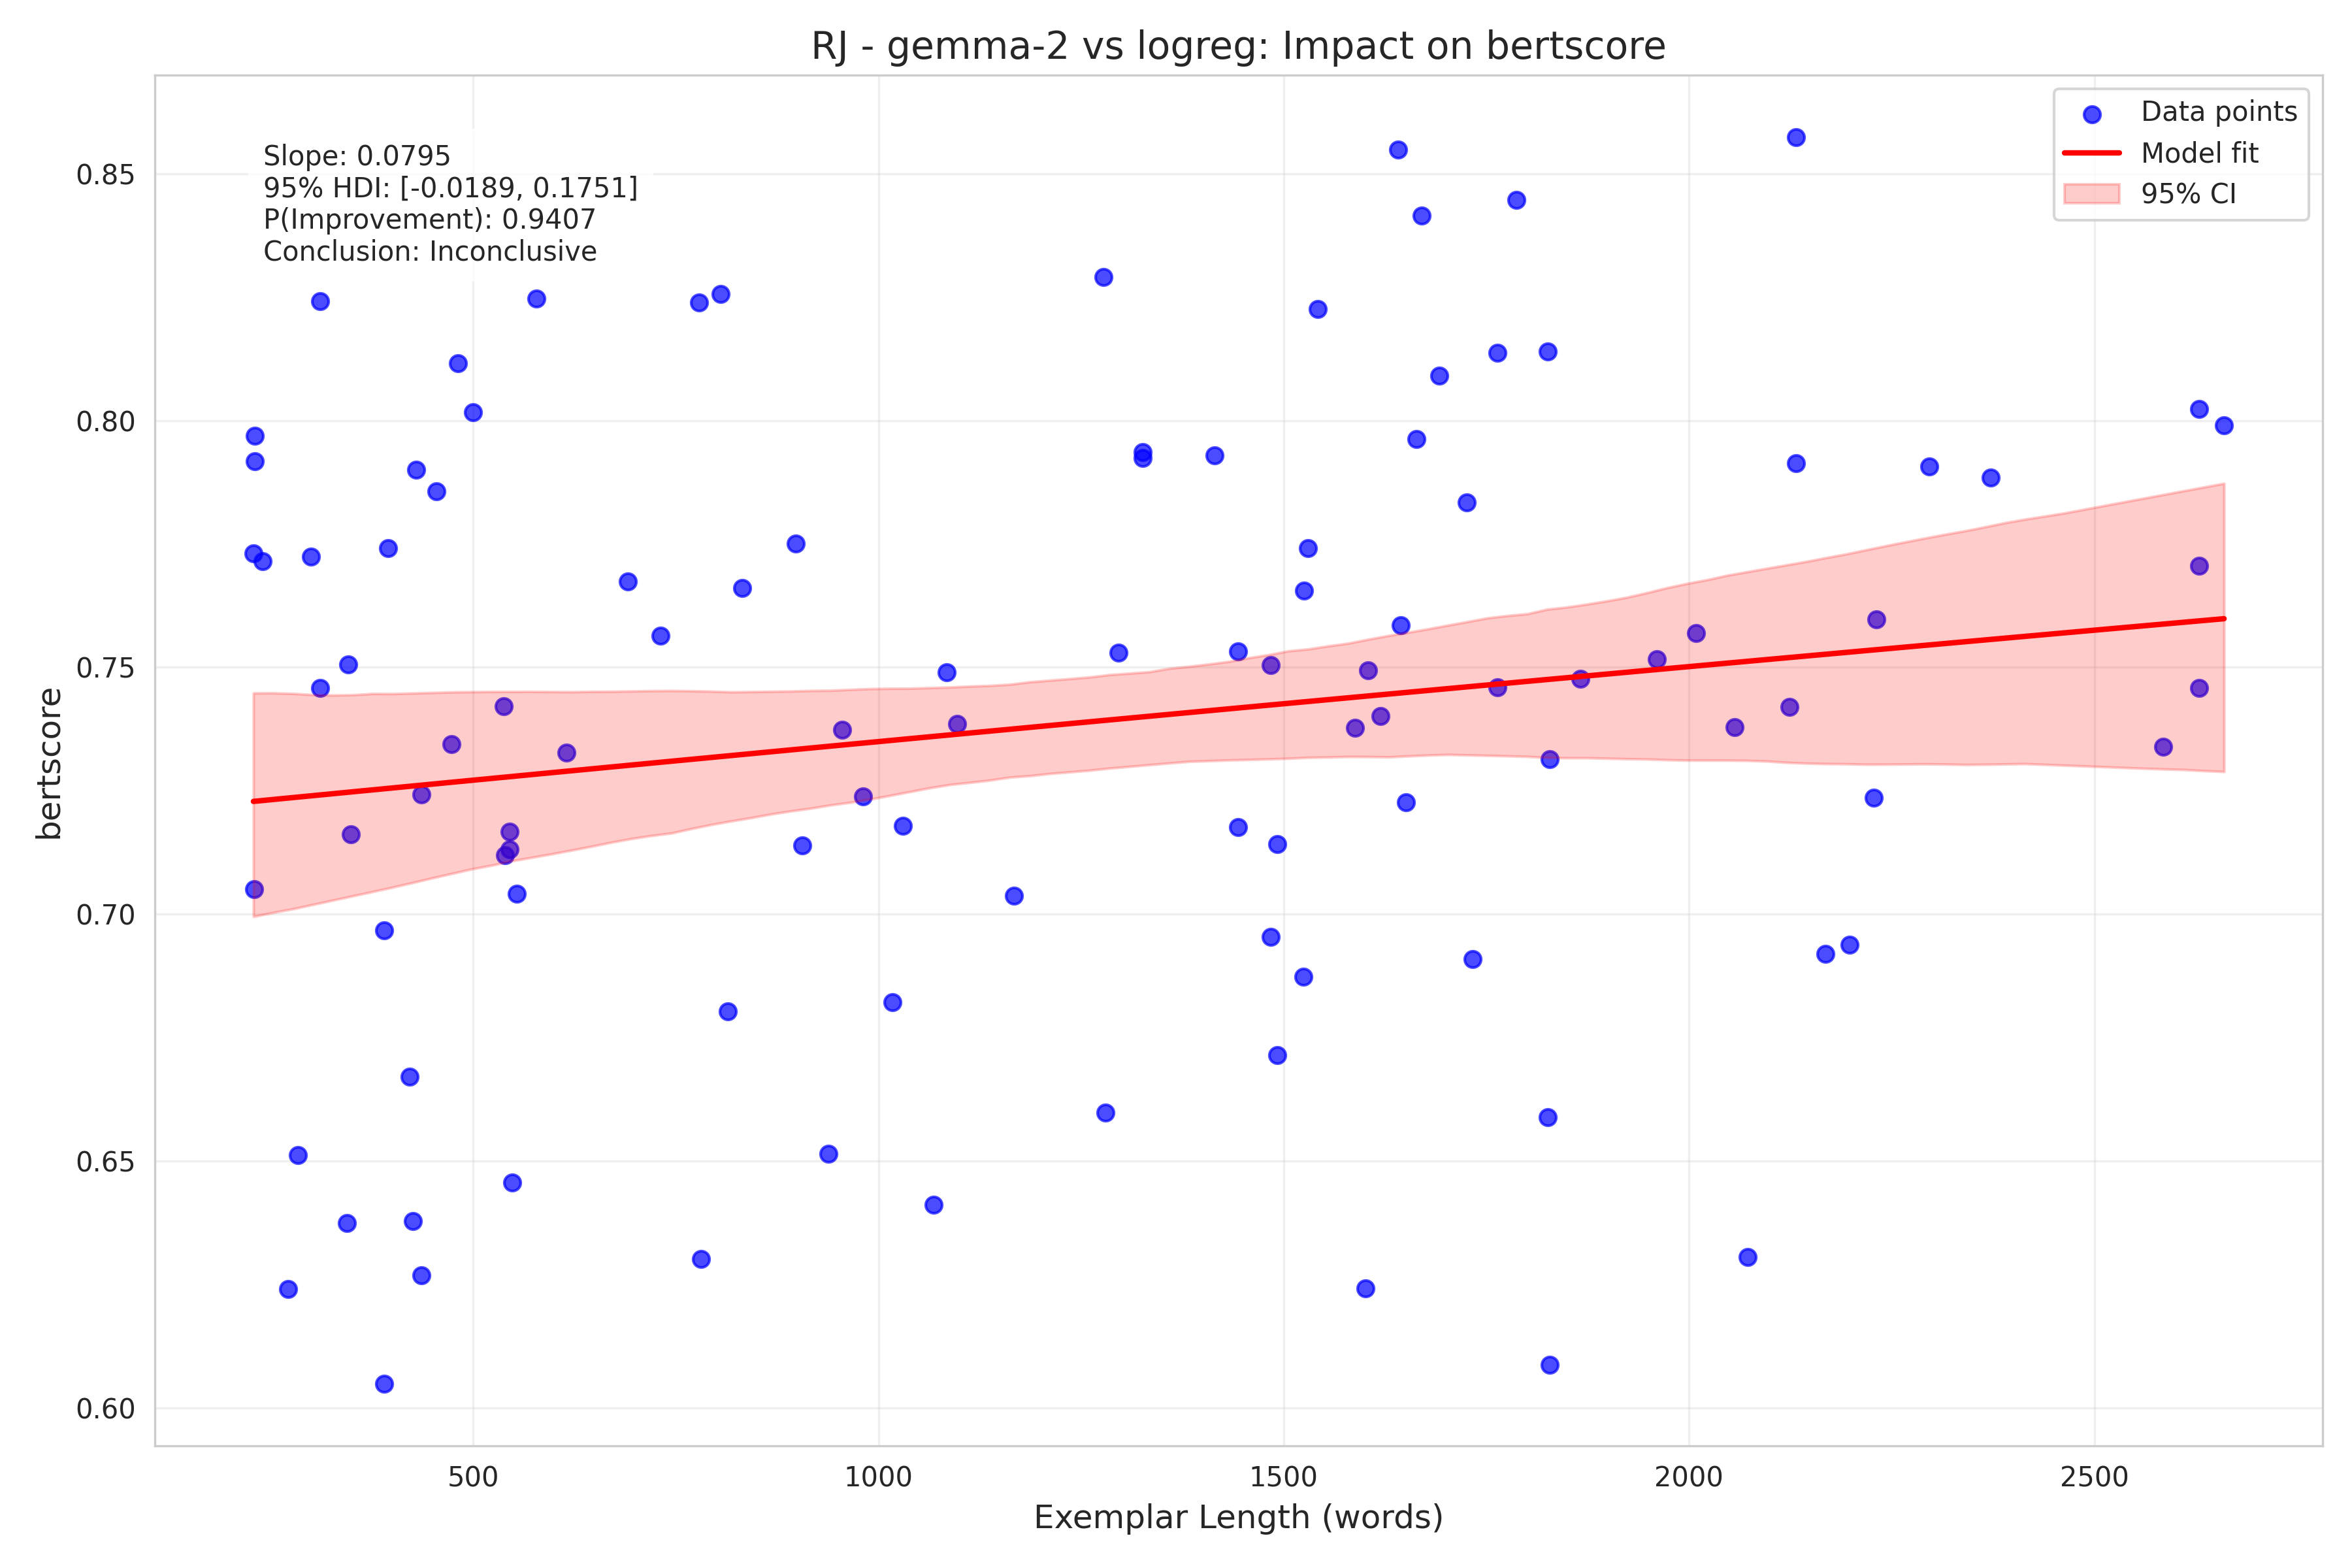 RJ - gemma-2 vs logreg: Impact on bertscore
Slope: 0.0795
95% HDI: [-0.0189, 0.1751]
P(Improvement): 0.9407
Conclusion: Inconclusive
Data points
Model fit
95% CI
bertscore
0.85
0.80
0.75
0.70
0.65
0.60
500
1000
1500
2000
2500
Exemplar Length (words)